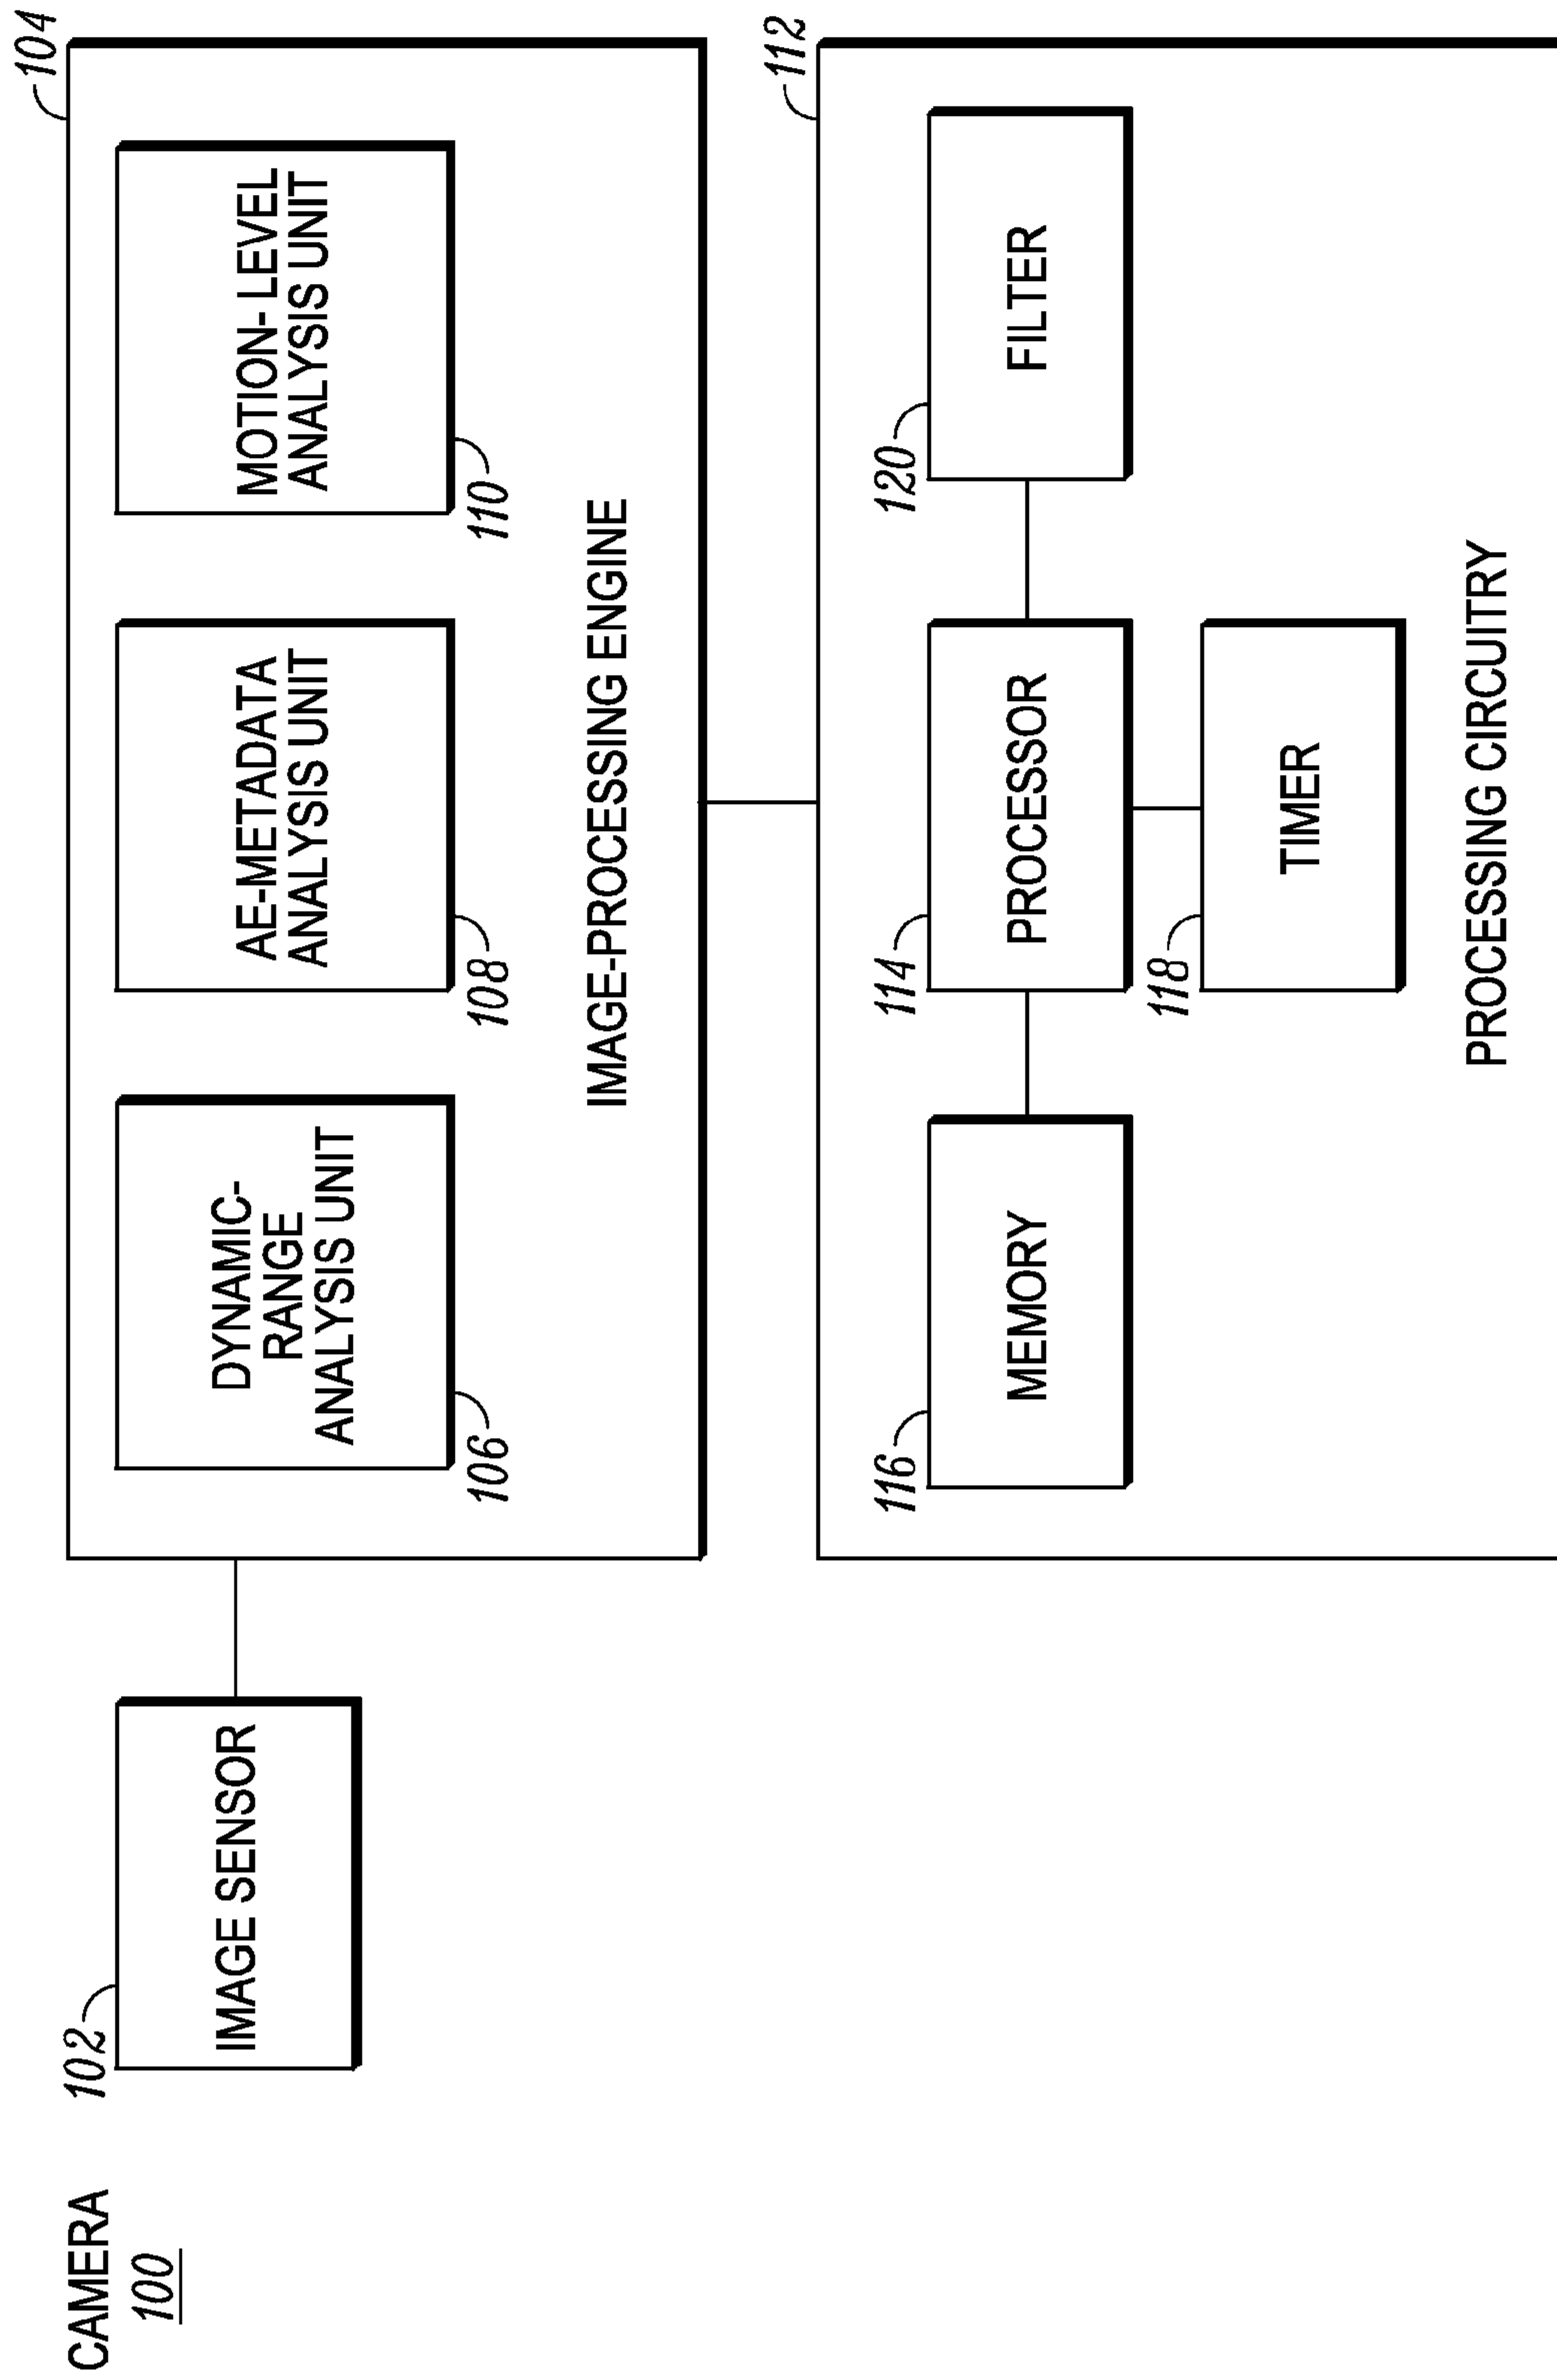 CAMERA
100
102
IMAGE SENSOR
104
DYNAMIC-
RANGE
ANALYSIS UNIT
106
AE-METADATA
ANALYSIS UNIT
108
MOTION-LEVEL
ANALYSIS UNIT
110
IMAGE-PROCESSING ENGINE
112
116
MEMORY
114
PROCESSOR
120
FILTER
118
TIMER
PROCESSING CIRCUITRY